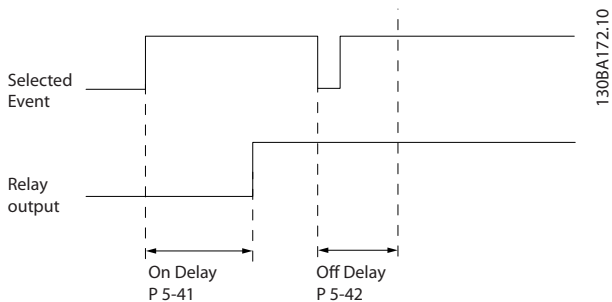 Selected
Event
Relay
output
On Delay
P 5-41
Off Delay
P 5-42
130BA172.10